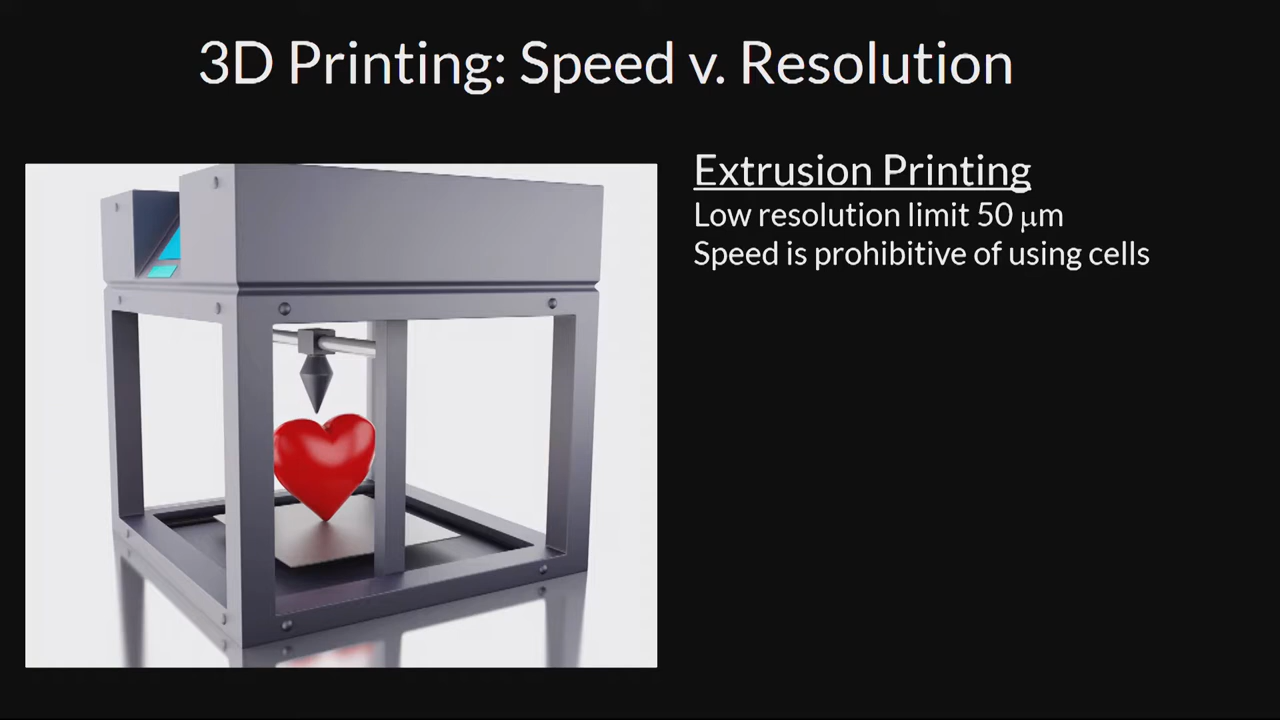 3D Printing: Speed v. Resolution
Extrusion Printing
Low resolution limit 50 μm
Speed is prohibitive of using cells